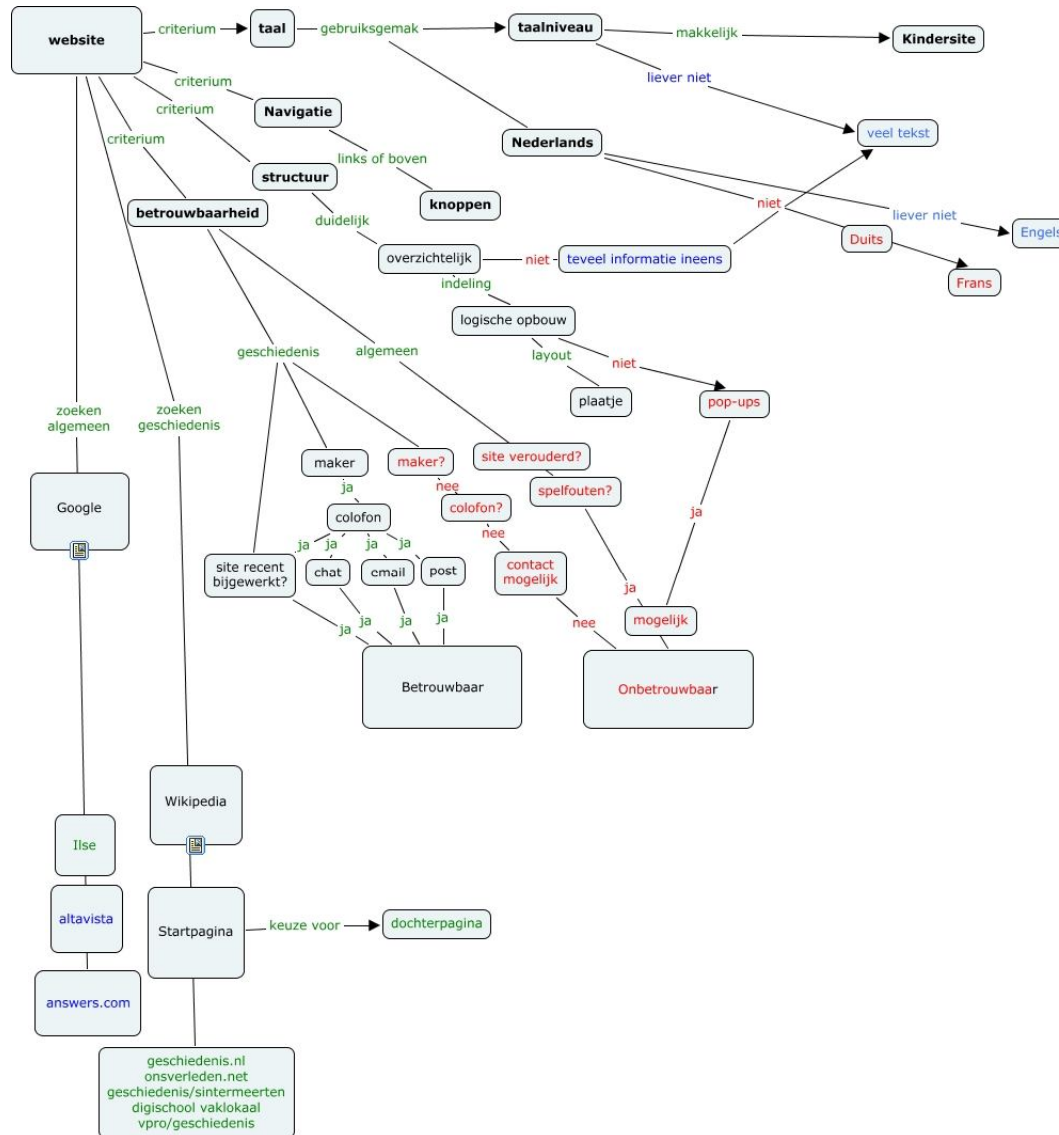 website
criterium
taal
gebruiksgemak
taalniveau
makkelijk
Kindersite
liever niet
criterium
criterium
criterium
Navigatie
links of boven
knoppen
Nederlands
veel tekst
structuur
duidelijk
betrouwbaarheid
niet
liever niet
Duits
Engels
Frans
overzichtelijk
niet
teveel informatie ineens
indeling
logische opbouw
layout
niet
plaatje
pop-ups
geschiedenis
algemeen
zoeken
algemeen
zoeken
geschiedenis
maker
maker?
site verouderd?
ja
nee
spelfouten?
Google
colofon
colofon?
ja
ja
ja
ja
ja
nee
site recent
bijgewerkt?
chat
email
post
contact
mogelijk
ja
ja
ja
ja
ja
nee
mogelijk
Betrouwbaar
Onbetrouwbaar
Wikipedia
Ilse
altavista
Startpagina
keuze voor
dochterpagina
answers.com
geschiedenis.nl
onsverleden.net
geschiedenis/sintermeerten
digischool vaklokaal
vpro/geschiedenis